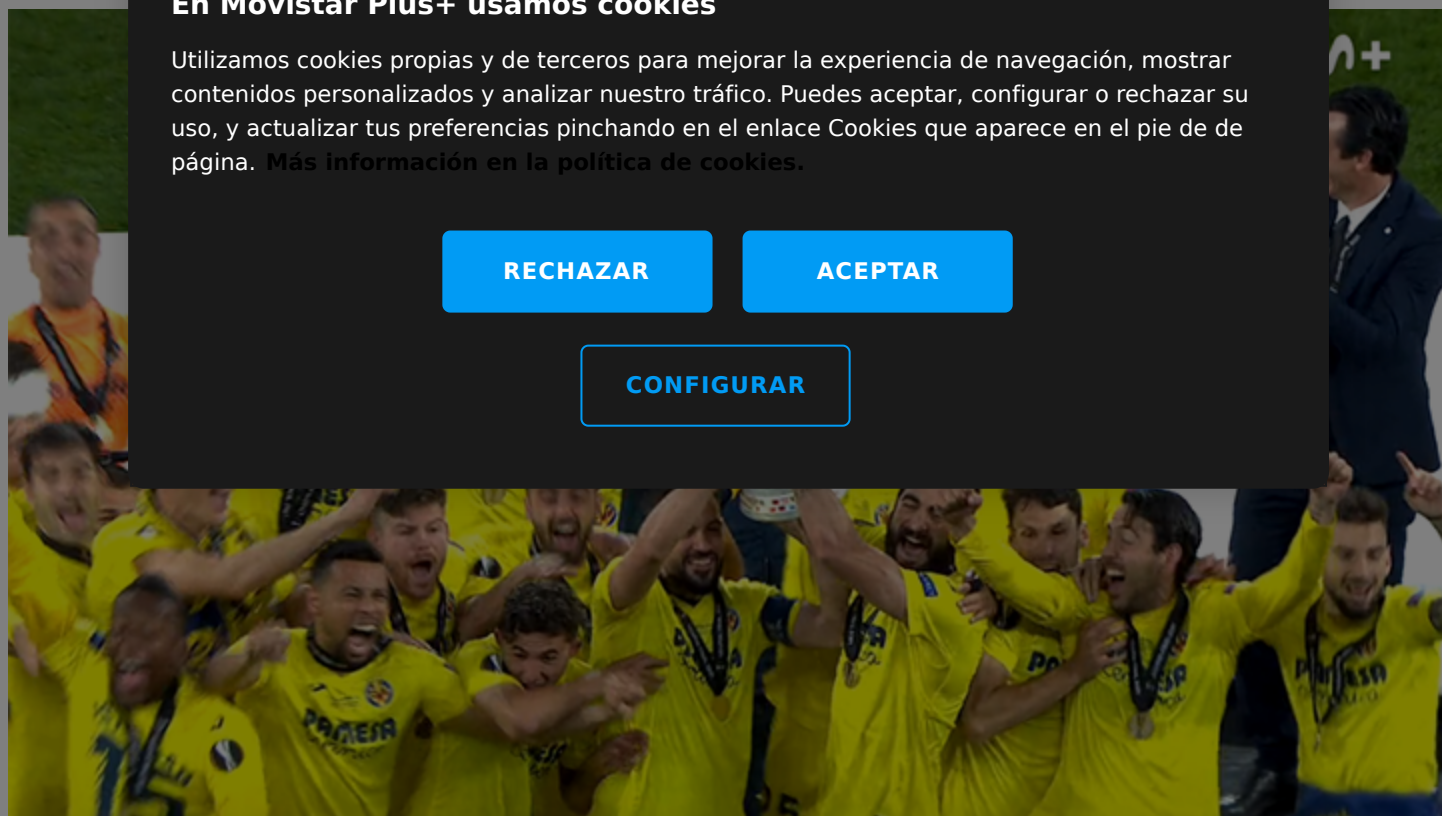 En Movistar Plus+ usamos cookies
Utilizamos cookies propias y de terceros para mejorar la experiencia de navegación, mostrar
contenidos personalizados y analizar nuestro tráfico. Puedes aceptar, configurar o rechazar su
uso, y actualizar tus preferencias pinchando en el enlace Cookies que aparece en el pie de de
página. Más información en la política de cookies.
RECHAZAR
ACEPTAR
CONFIGURAR
PAMESA